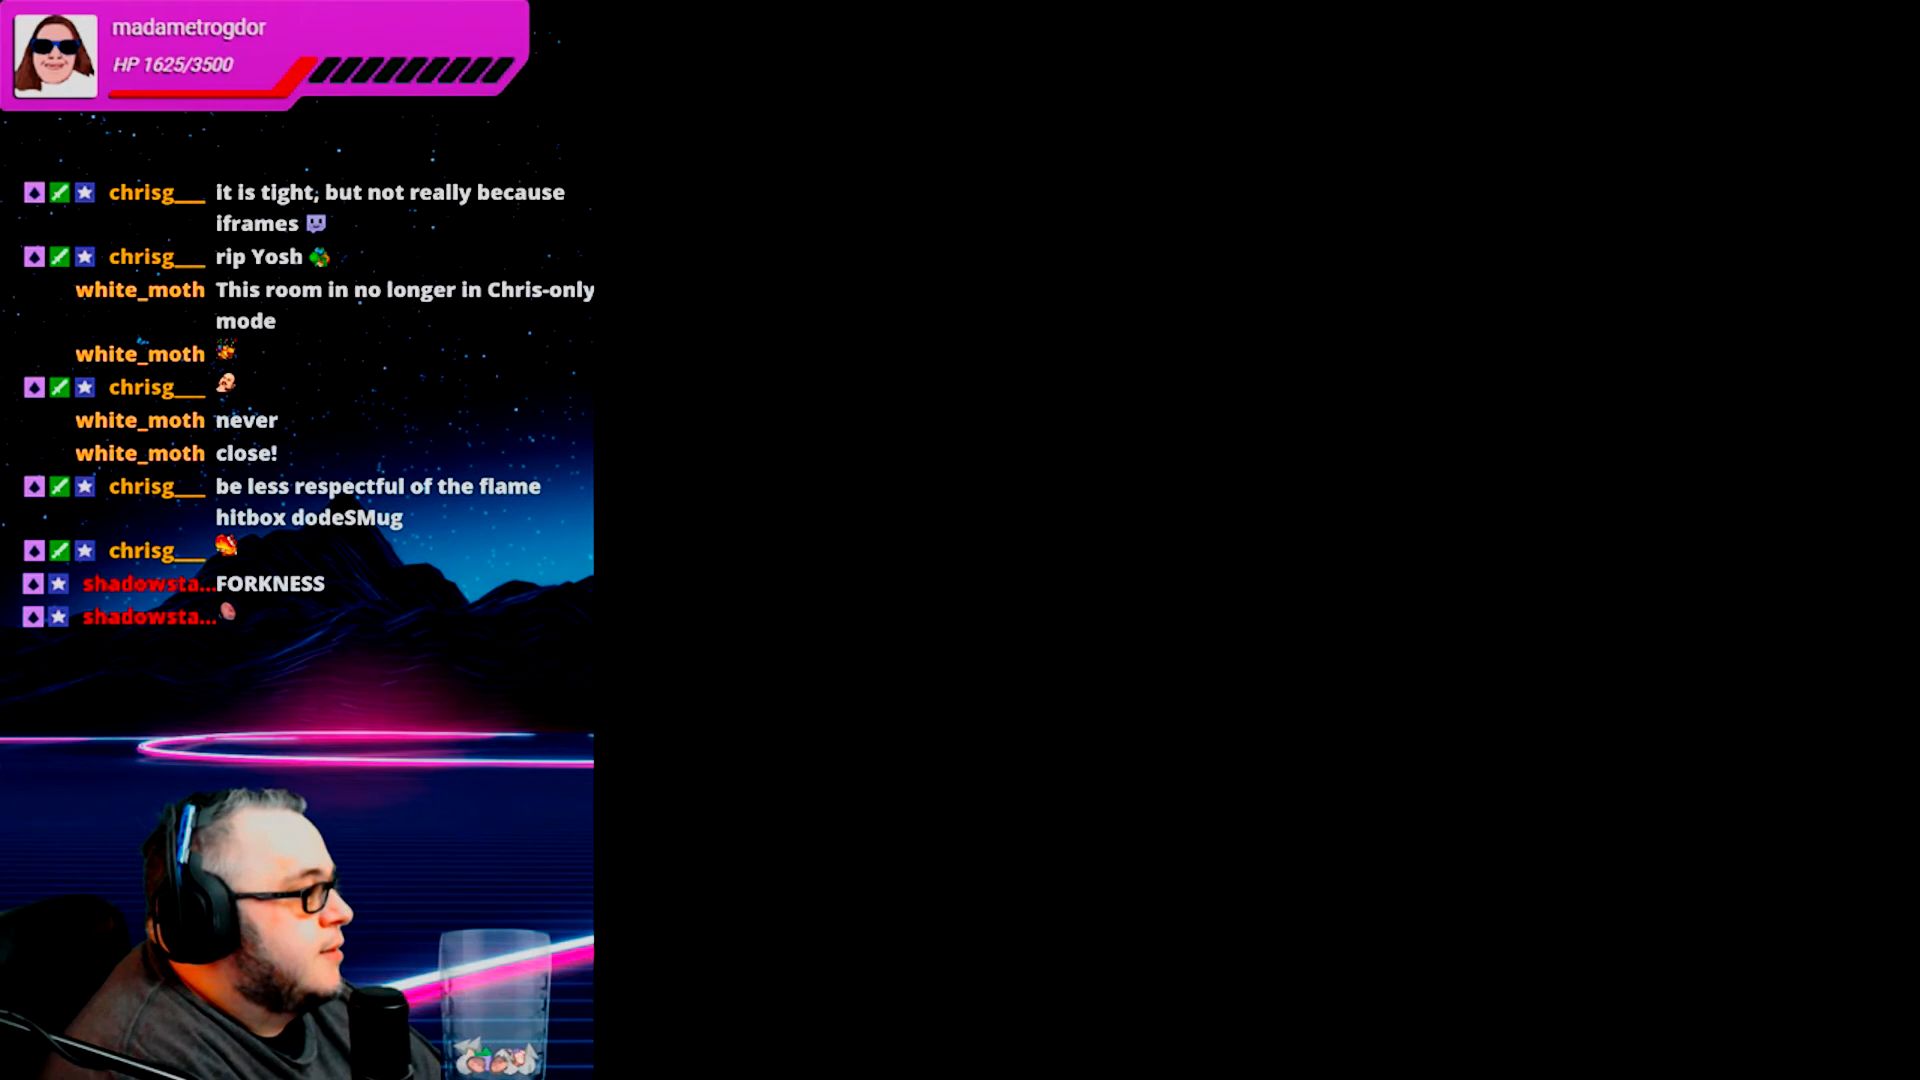 madametrogdor
HP 1625/3500
chrisg___ it is tight, but not really because
iframes
chrisg___ rip Yosh
white_moth This room in no longer in Chris-only
mode
white_moth
chrisg___
white_moth never
white_moth close!
chrisg___ be less respectful of the flame
hitbox dodeSMug
chrisg___
shadowsta... FORKNESS
shadowsta...